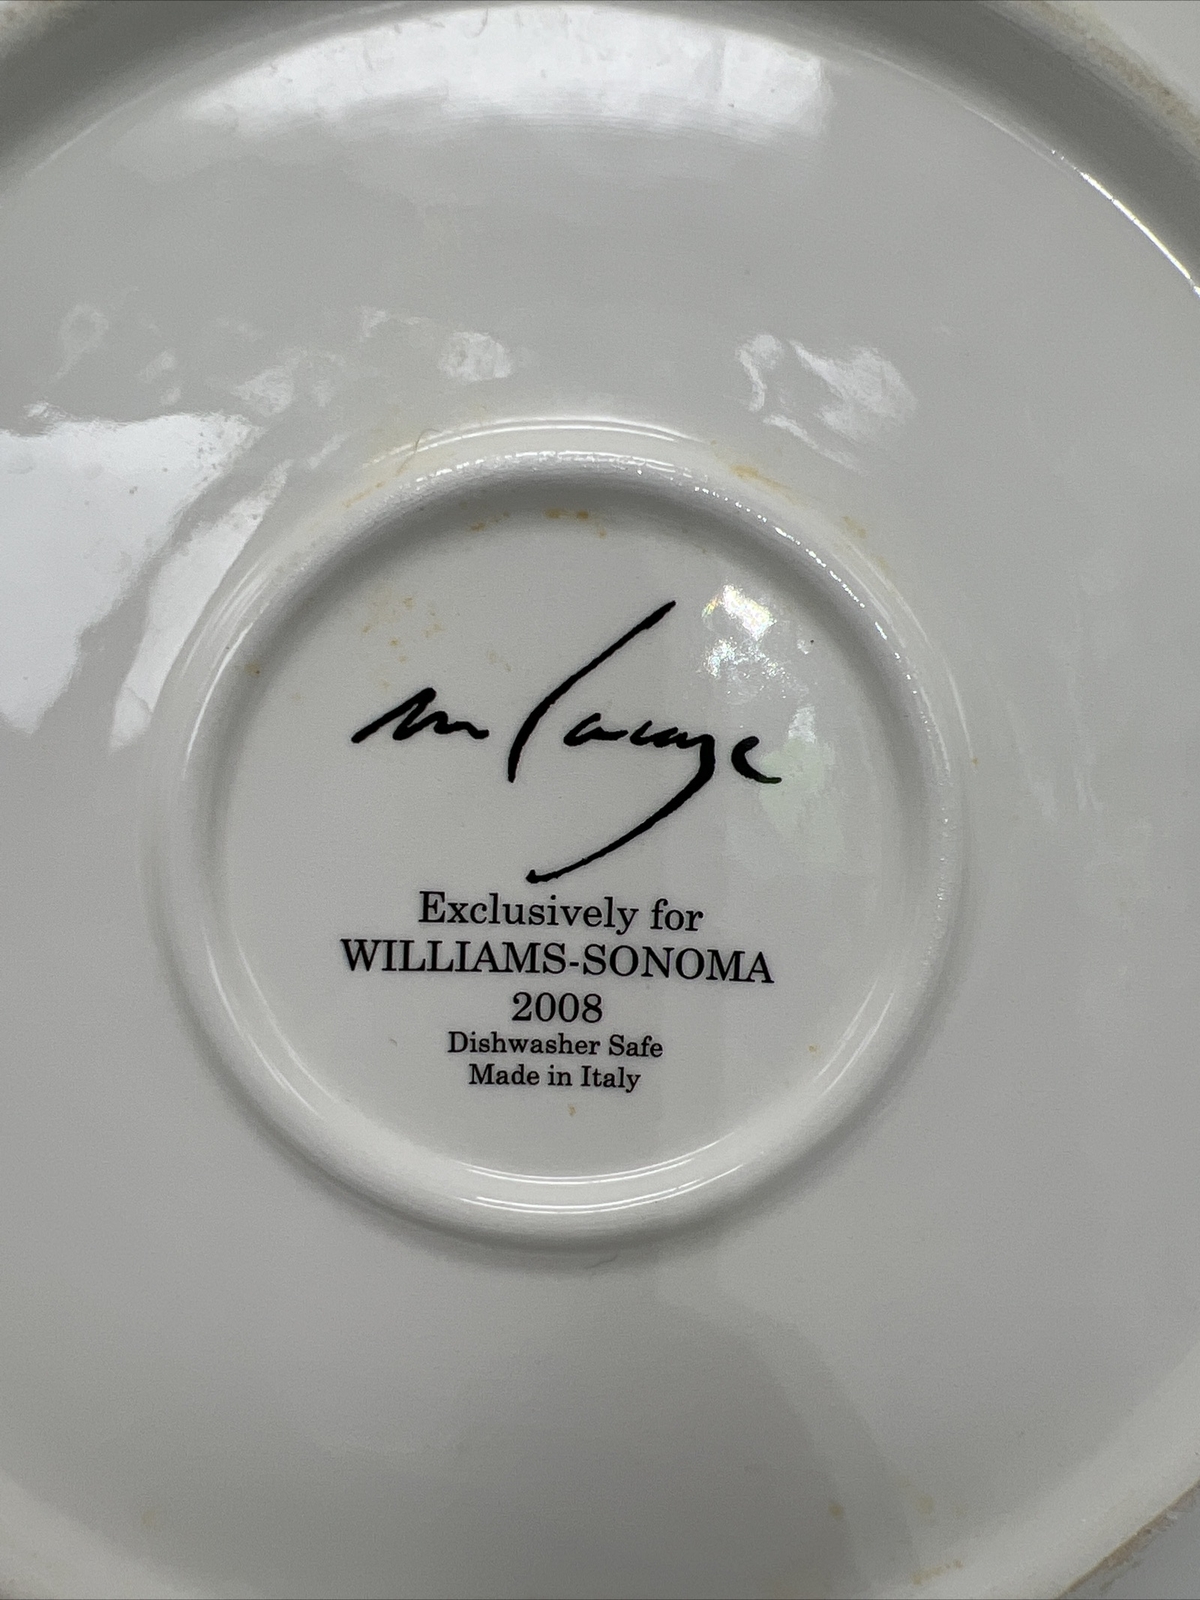 Exclusively for
WILLIAMS-SONOMA
2008
Dishwasher Safe
Made in Italy